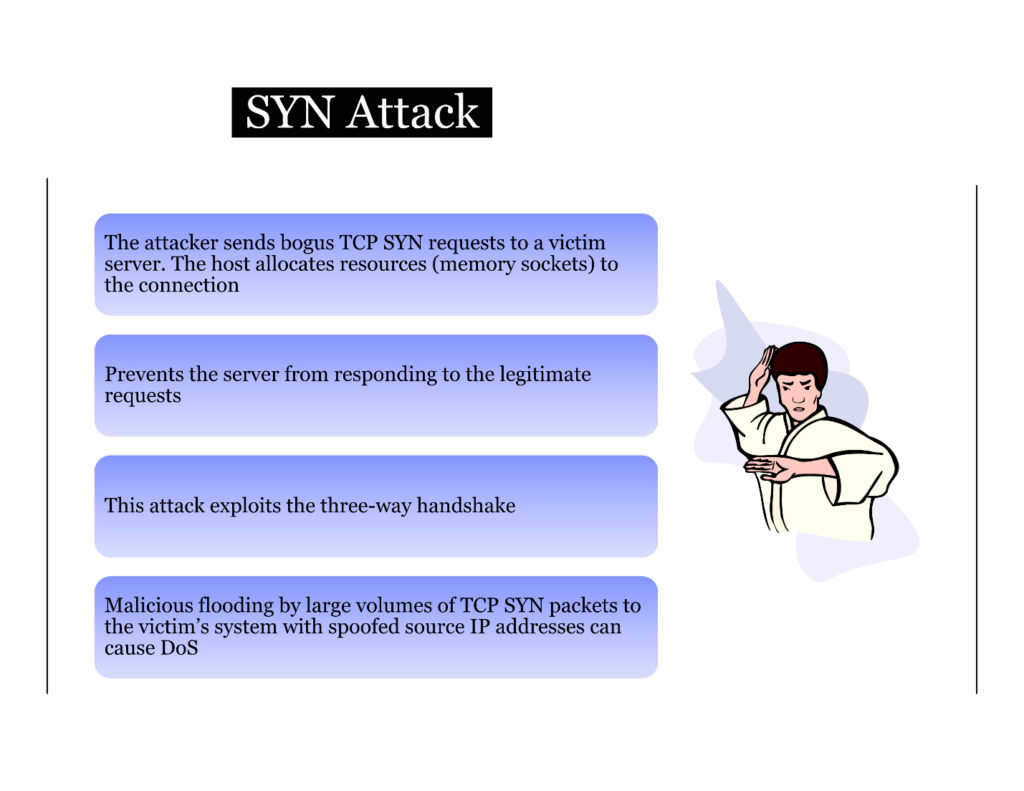 SYN Attack
The attacker sends bogus TCP SYN requests to a victim
server. The host allocates resources (memory sockets) to
the connection
Prevents the server from responding to the legitimate
requests
This attack exploits the three-way handshake
Malicious flooding by large volumes of TCP SYN packets to
the victim’s system with spoofed source IP addresses can
cause DoS